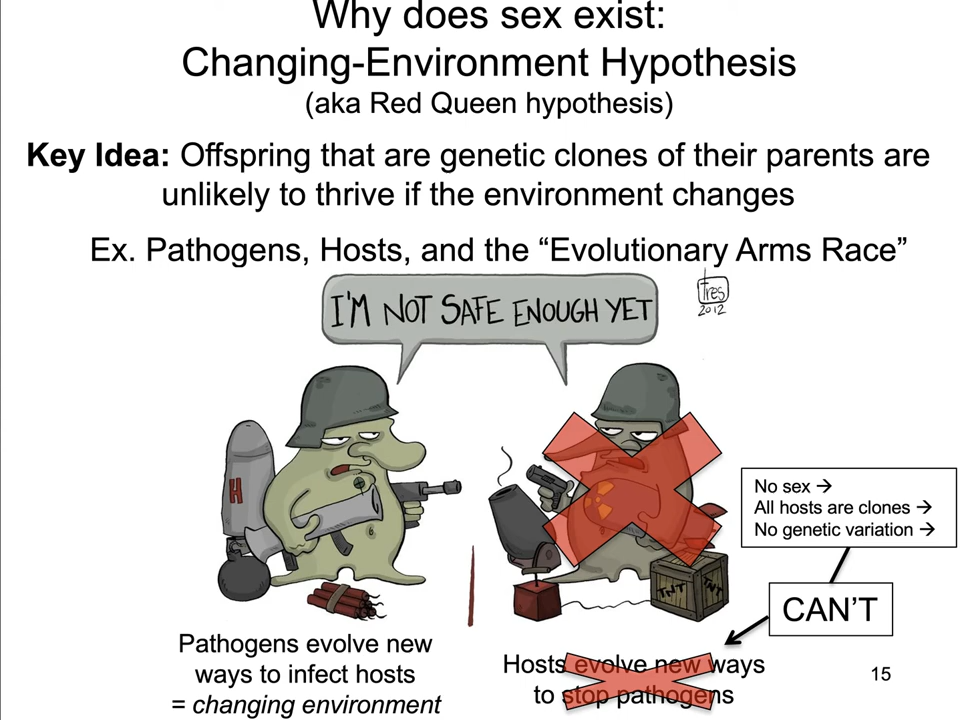 Why does sex exist:
Changing-Environment Hypothesis
(aka Red Queen hypothesis)
Key Idea: Offspring that are genetic clones of their parents are
unlikely to thrive if the environment changes
Ex. Pathogens, Hosts, and the “Evolutionary Arms Race”
I'M NOT SAFE ENOUGH YET
Tres
2012
H
TNT
TNT
No sex →
All hosts are clones →
No genetic variation →
CAN’T
Pathogens evolve new
ways to infect hosts
= changing environment
Hosts evolve new ways
to stop pathogens
15